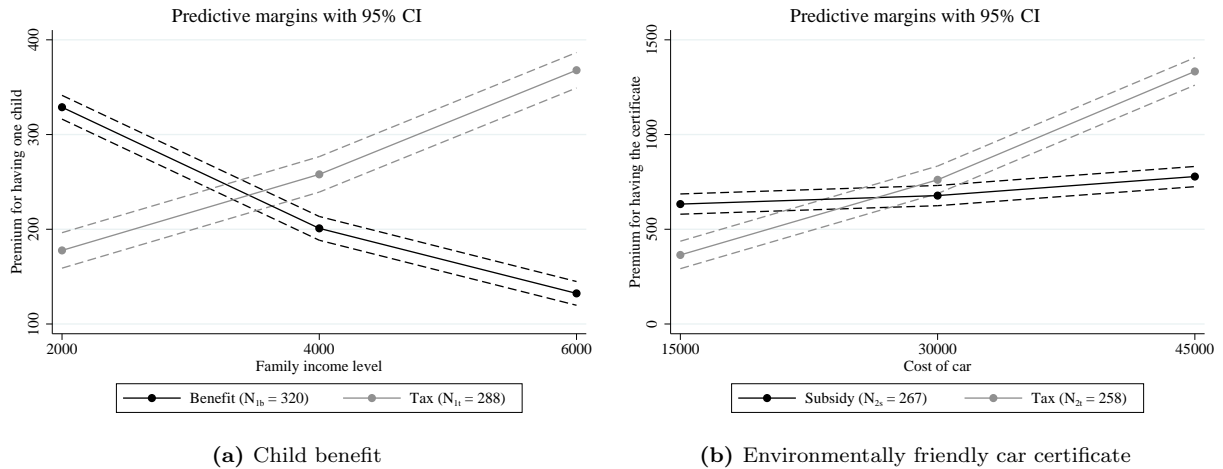 Predictive margins with 95% CI
Premium for having one child
400
300
200
100
2000
4000
6000
Family income level
Benefit (N1b = 320)
Tax (N1t = 288)
(a) Child benefit
Predictive margins with 95% CI
Premium for having the certificate
1500
1000
500
0
15000
30000
45000
Cost of car
Subsidy (N2s = 267)
Tax (N2t = 258)
(b) Environmentally friendly car certificate